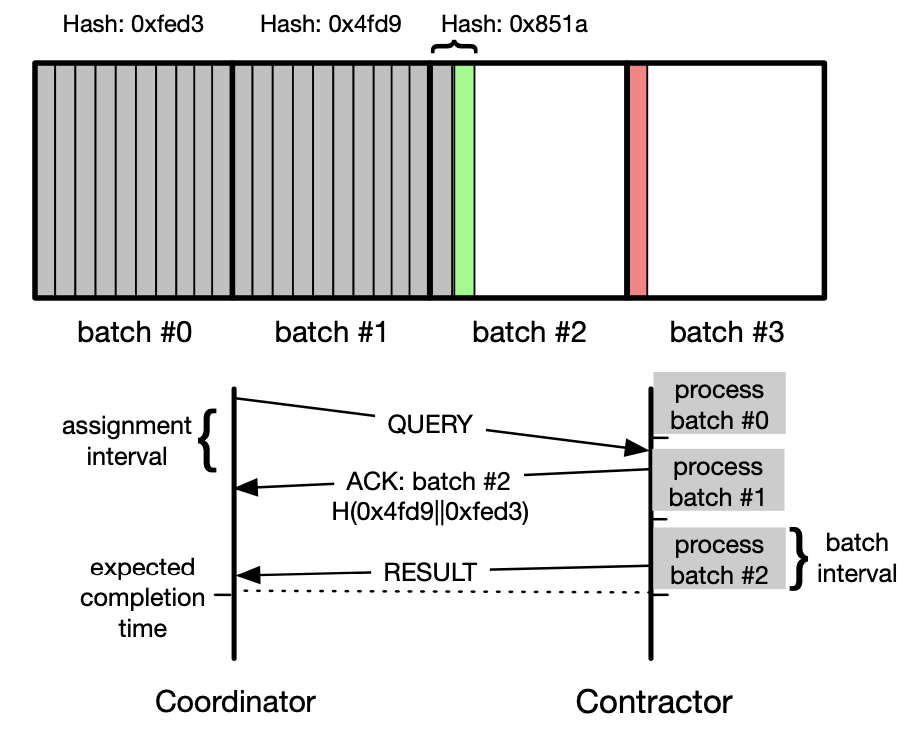 Hash: 0xfed3
Hash: 0x4fd9
Hash: 0x851a
batch #0
batch #1
batch #2
batch #3
assignment
interval
QUERY
process
batch #0
ACK: batch #2
H(0x4fd9||0xfed3)
process
batch #1
RESULT
process
batch #2
batch
interval
expected
completion
time
Coordinator
Contractor